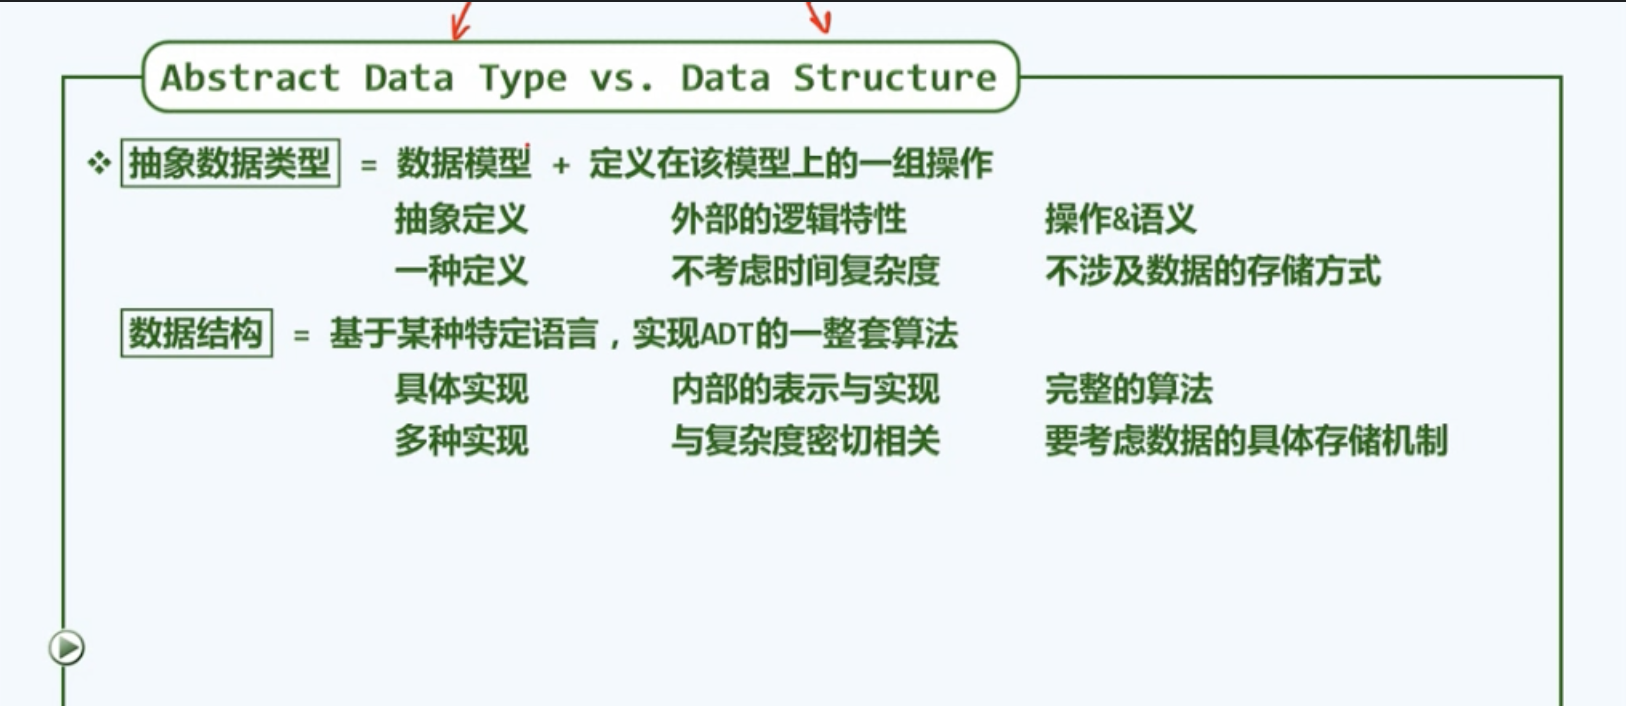 Abstract Data Type vs. Data Structure
❖ 抽象数据类型 = 数据模型 + 定义在该模型上的一组操作
抽象定义 外部的逻辑特性 操作&语义
一种定义 不考虑时间复杂度 不涉及数据的存储方式
数据结构 = 基于某种特定语言，实现ADT的一整套算法
具体实现 内部的表示与实现 完整的算法
多种实现 与复杂度密切相关 要考虑数据的具体存储机制